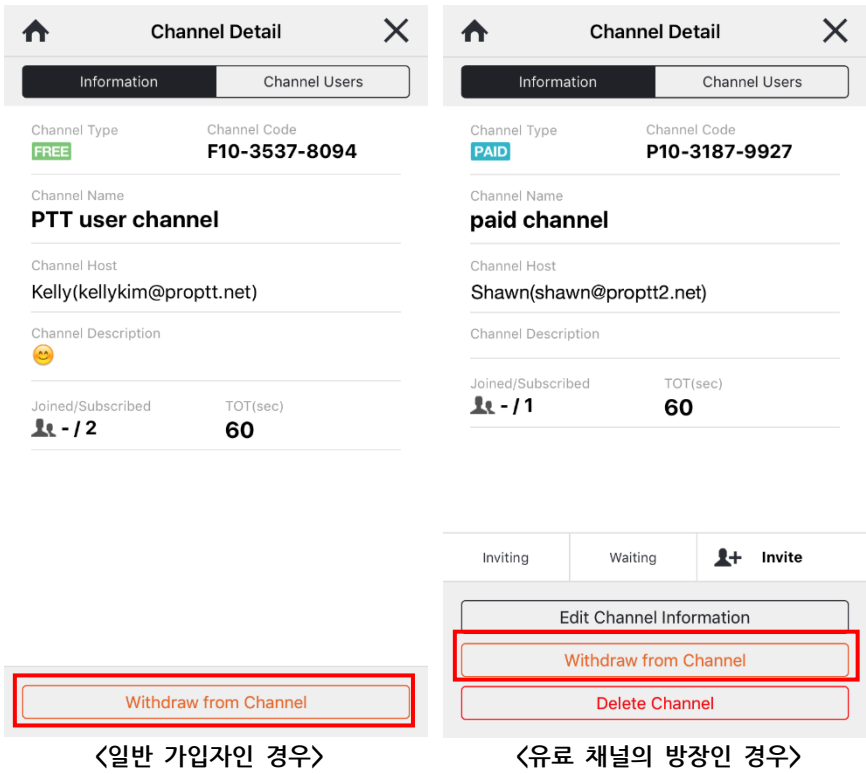 Channel Detail
Information Channel Users
Channel Type Channel Code
FREE F10-3537-8094
Channel Name
PTT user channel
Channel Host
Kelly(kellykim@proptt.net)
Channel Description
😊
Joined/Subscribed TOT(sec)
- / 2 60
Withdraw from Channel
<일반 가입자인 경우>
Channel Detail
Information Channel Users
Channel Type Channel Code
PAID P10-3187-9927
Channel Name
paid channel
Channel Host
Shawn(shawn@proptt2.net)
Channel Description
Joined/Subscribed TOT(sec)
- / 1 60
Inviting Waiting Invite
Edit Channel Information
Withdraw from Channel
Delete Channel
<유료 채널의 방장인 경우>